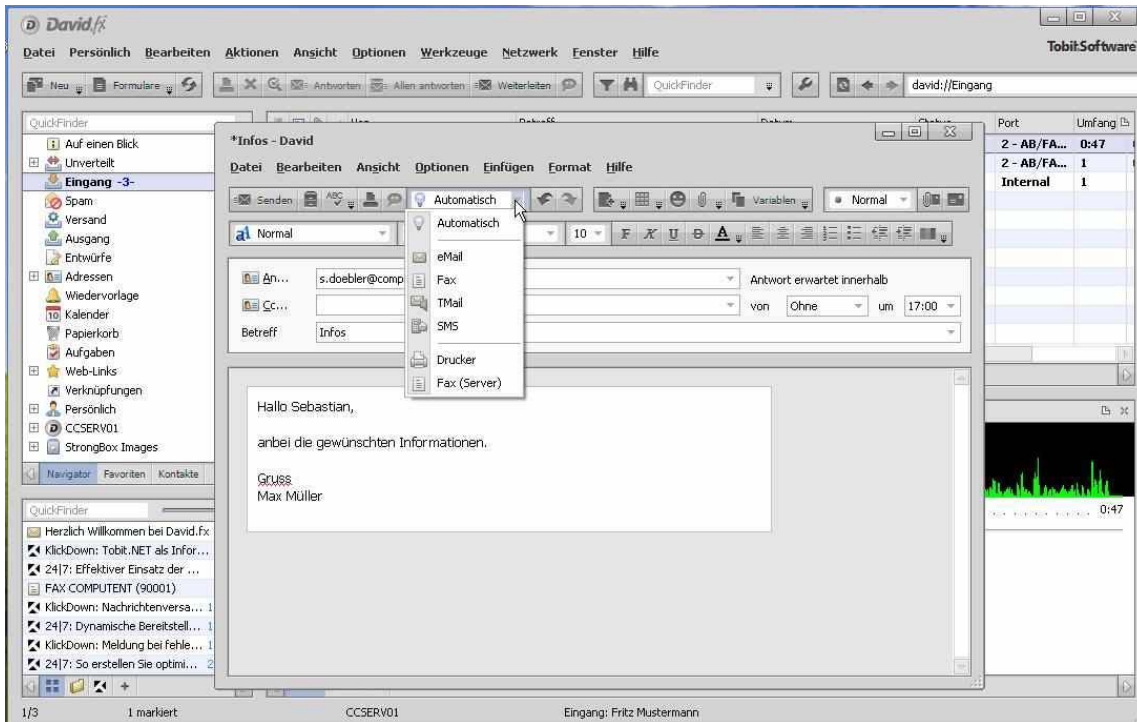 David.fx
Datei Persönlich Bearbeiten Aktionen Ansicht Optionen Werkzeuge Netzwerk Fenster Hilfe
Tobit.Software
Neu Formulare Antworten Allen antworten Weiterleiten QuickFinder david://Eingang
QuickFinder
Auf einen Blick
Unverteilt
Eingang -3-
Spam
Versand
Ausgang
Entwürfe
Adressen
Wiedervorlage
Kalender
Papierkorb
Aufgaben
Web-Links
Verknüpfungen
Persönlich
CCSERV01
StrongBox Images
Navigator Favoriten Kontakte
QuickFinder
Herzlich Willkommen bei David.fx
KlickDown: Tobit.NET als Infor...
24|7: Effektiver Einsatz der ...
FAX COMPUTENT (90001)
KlickDown: Nachrichtenversa... 1
24|7: Dynamische Bereitstell... 1
KlickDown: Meldung bei fehle... 1
24|7: So erstellen Sie optimi... 2
Port Umfang
2 - AB/FA... 0:47
2 - AB/FA... 1
Internal 1
*Infos - David
Datei Bearbeiten Ansicht Optionen Einfügen Format Hilfe
Senden ABC Automatisch Variablen Normal
a1 Normal 10 F K U A
Automatisch
eMail
Fax
TMail
SMS
Drucker
Fax (Server)
An... s.doebler@comp
Cc...
Betreff Infos
Antwort erwartet innerhalb
von Ohne um 17:00
Hallo Sebastian,
anbei die gewünschten Informationen.
Gruss
Max Müller
0:47
1/3 1 markiert CCSERV01 Eingang: Fritz Mustermann